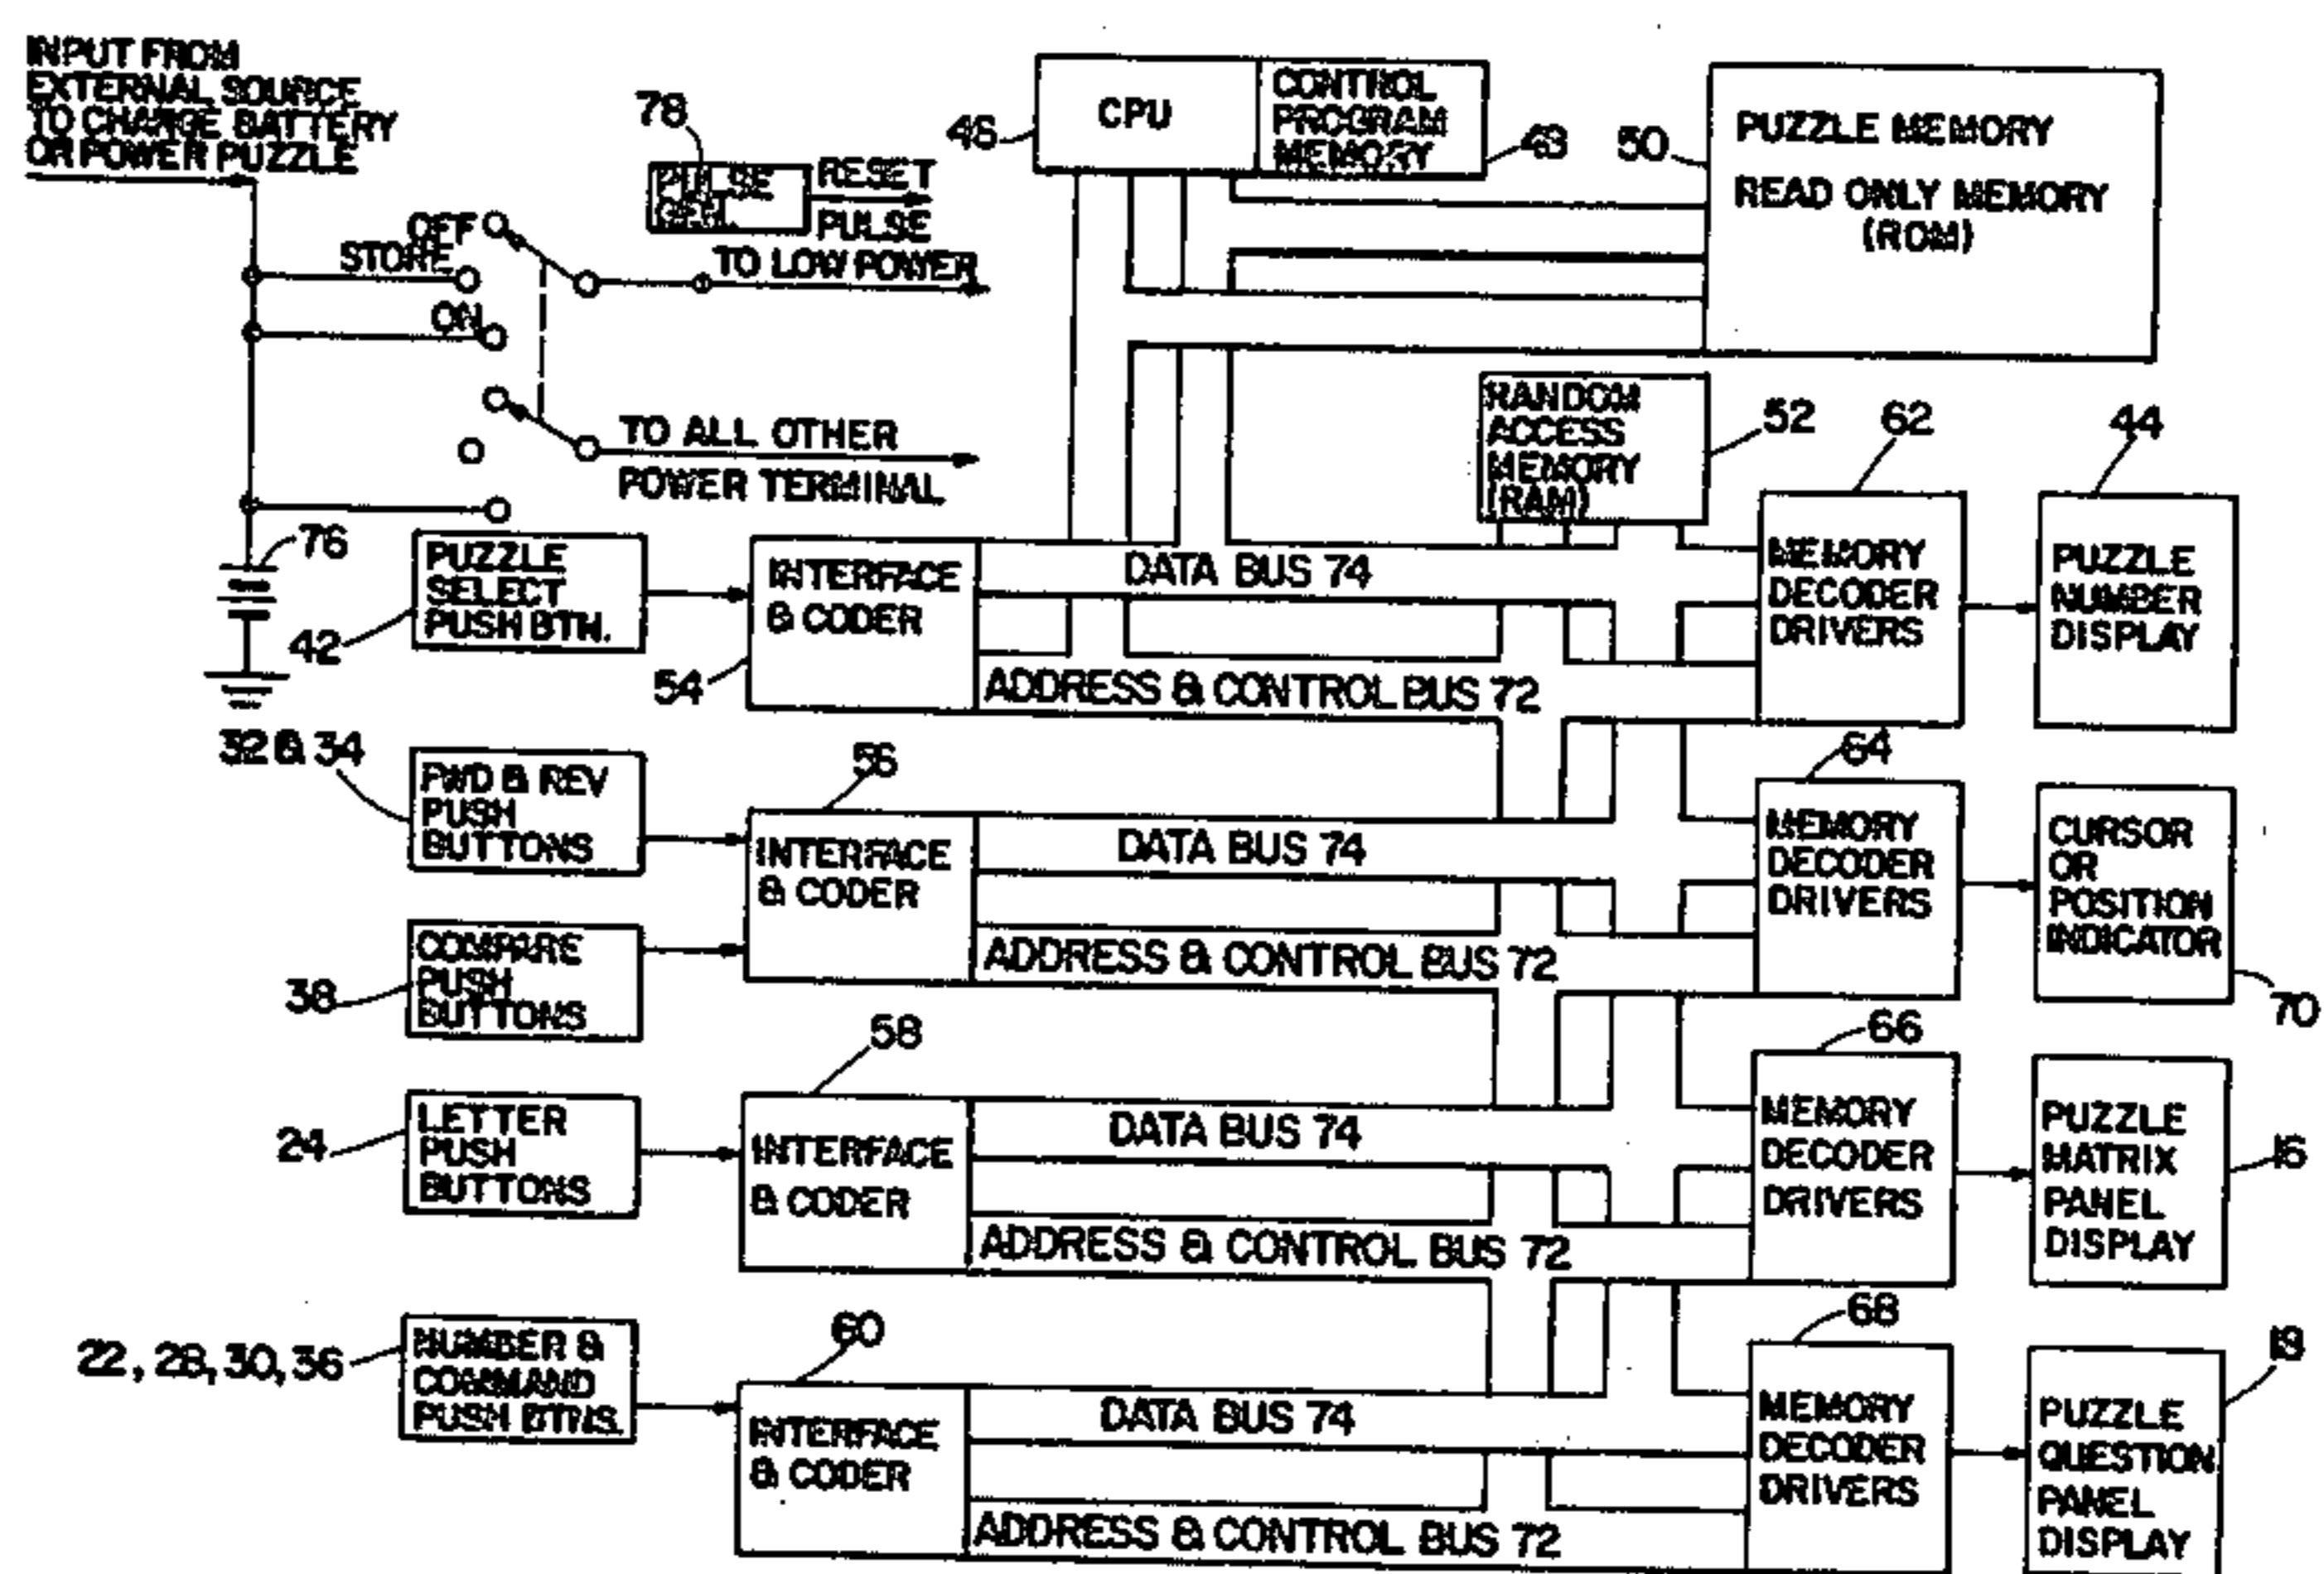 INPUT FROM
EXTERNAL SOURCE
TO CHARGE BATTERY
OR POWER PUZZLE
78
PULSE
GEN.
RESET
PULSE
OFF
STORE
ON
TO LOW POWER
TO ALL OTHER
POWER TERMINAL
76
46
CPU
CONTROL
PROGRAM
MEMORY
48
50
PUZZLE MEMORY
READ ONLY MEMORY
(ROM)
RANDOM
ACCESS
MEMORY
(RAM)
52
62
44
PUZZLE
SELECT
PUSH BTN.
42
INTERFACE
& CODER
54
DATA BUS 74
ADDRESS & CONTROL BUS 72
MEMORY
DECODER
DRIVERS
PUZZLE
NUMBER
DISPLAY
32 & 34
FWD & REV
PUSH
BUTTONS
56
INTERFACE
& CODER
DATA BUS 74
ADDRESS & CONTROL BUS 72
64
MEMORY
DECODER
DRIVERS
CURSOR
OR
POSITION
INDICATOR
70
COMPARE
PUSH
BUTTONS
38
58
24
LETTER
PUSH
BUTTONS
INTERFACE
& CODER
DATA BUS 74
ADDRESS & CONTROL BUS 72
66
MEMORY
DECODER
DRIVERS
PUZZLE
MATRIX
PANEL
DISPLAY
16
22, 28, 30, 36
NUMBER &
COMMAND
PUSH BTNS.
60
INTERFACE
& CODER
DATA BUS 74
ADDRESS & CONTROL BUS 72
68
MEMORY
DECODER
DRIVERS
PUZZLE
QUESTION
PANEL
DISPLAY